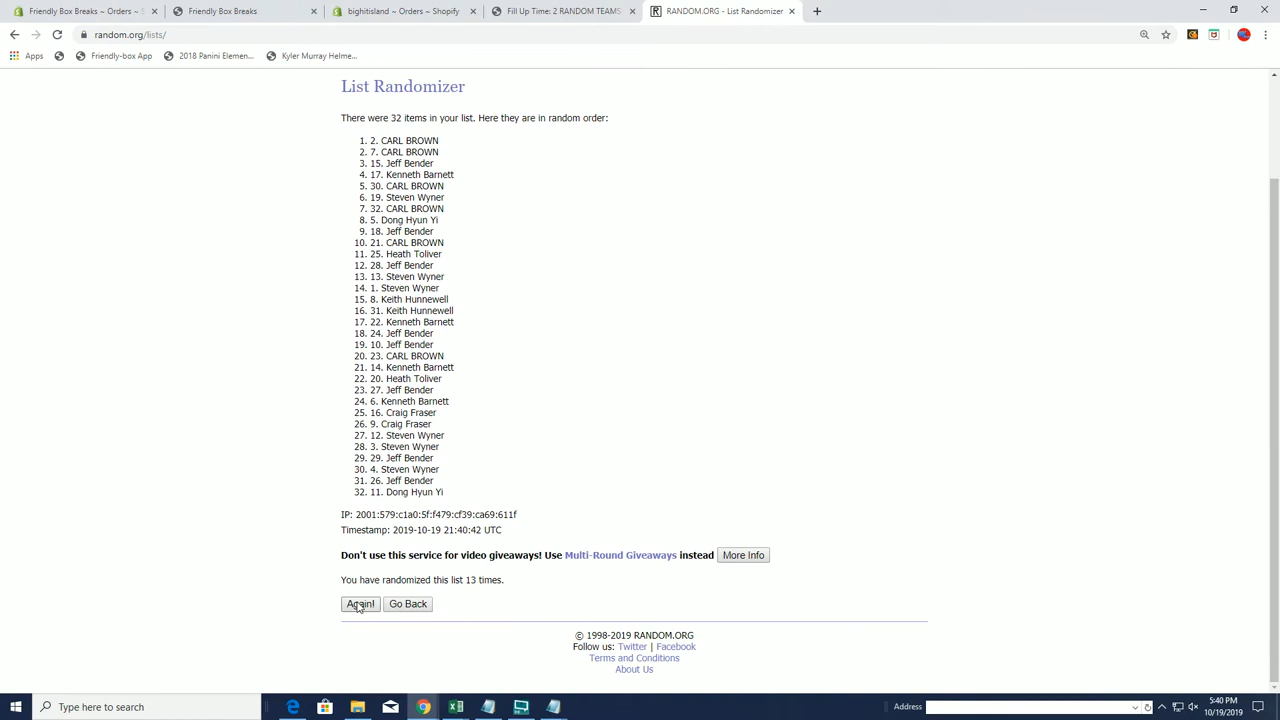 Friendly Box Breaks ~ Orders ~ S
Friendly Box Breaks
bighitisland ~ Orders ~ Shopify
Fill Up Time: 2 RANDOM TEAMS
RANDOM.ORG - List Randomizer
random.org/lists/
Apps
Friendly-box App
2018 Panini Elemen...
Kyler Murray Helme...
List Randomizer
There were 32 items in your list. Here they are in random order:
1. 2. CARL BROWN
2. 7. CARL BROWN
3. 15. Jeff Bender
4. 17. Kenneth Barnett
5. 30. CARL BROWN
6. 19. Steven Wyner
7. 32. CARL BROWN
8. 5. Dong Hyun Yi
9. 18. Jeff Bender
10. 21. CARL BROWN
11. 25. Heath Toliver
12. 28. Jeff Bender
13. 13. Steven Wyner
14. 1. Steven Wyner
15. 8. Keith Hunnewell
16. 31. Keith Hunnewell
17. 22. Kenneth Barnett
18. 24. Jeff Bender
19. 10. Jeff Bender
20. 23. CARL BROWN
21. 14. Kenneth Barnett
22. 20. Heath Toliver
23. 27. Jeff Bender
24. 6. Kenneth Barnett
25. 16. Craig Fraser
26. 9. Craig Fraser
27. 12. Steven Wyner
28. 3. Steven Wyner
29. 29. Jeff Bender
30. 4. Steven Wyner
31. 26. Jeff Bender
32. 11. Dong Hyun Yi
IP: 2001:579:c1a0:5f:f479:cf39:ca69:611f
Timestamp: 2019-10-19 21:40:42 UTC
Don't use this service for video giveaways! Use Multi-Round Giveaways instead More Info
You have randomized this list 13 times.
Again! Go Back
© 1998-2019 RANDOM.ORG
Follow us: Twitter | Facebook
Terms and Conditions
About Us
Type here to search
Address
5:40 PM
10/19/2019